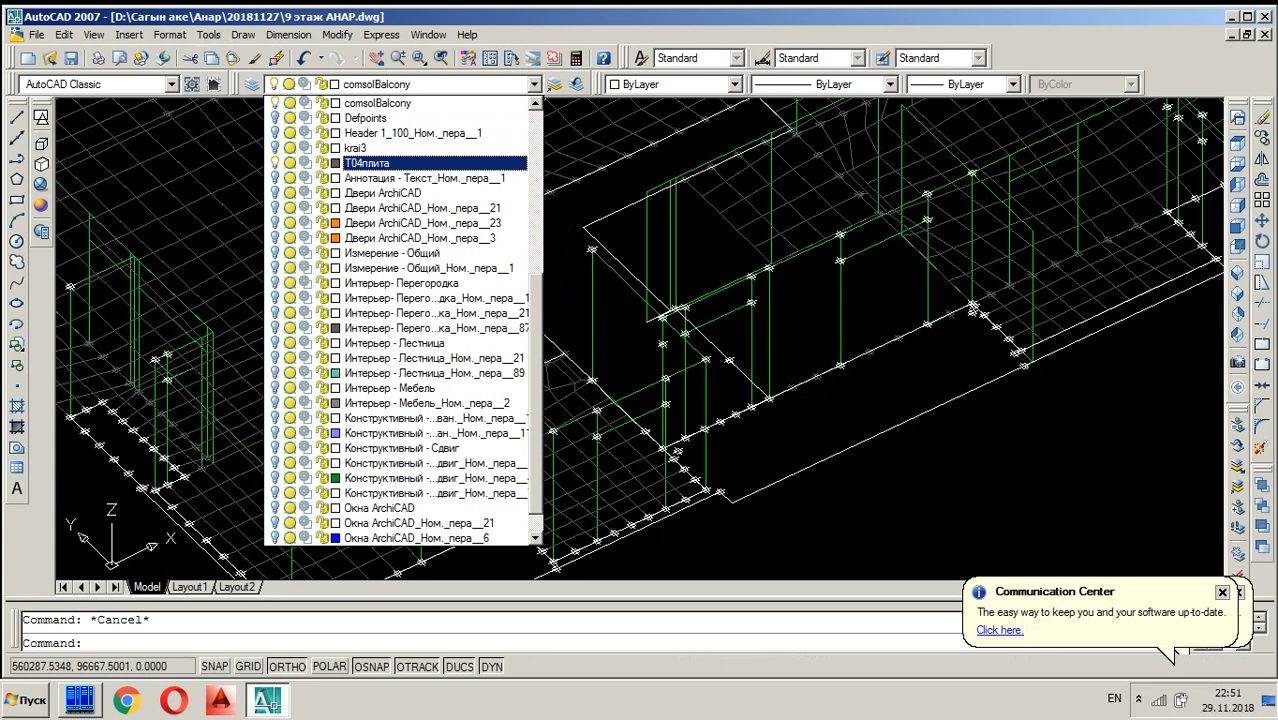 AutoCAD 2007 - [D:\Сагын аке\Анар\20181127\9 этаж АНАР.dwg]
File Edit View Insert Format Tools Draw Dimension Modify Express Window Help
Standard Standard Standard
AutoCAD Classic comsolBalcony ByLayer ByLayer ByLayer ByColor
comsolBalcony
Defpoints
Header 1_100_Ном._пера__1
krai3
Т04плита
Аннотация - Текст_Ном._пера__1
Двери ArchiCAD
Двери ArchiCAD_Ном._пера__21
Двери ArchiCAD_Ном._пера__23
Двери ArchiCAD_Ном._пера__3
Измерение - Общий
Измерение - Общий_Ном._пера__1
Интерьер- Перегородка
Интерьер- Перего...дка_Ном._пера__1
Интерьер- Перего...ка_Ном._пера__21
Интерьер- Перего...ка_Ном._пера__87
Интерьер - Лестница
Интерьер - Лестница_Ном._пера__21
Интерьер - Лестница_Ном._пера__89
Интерьер - Мебель
Интерьер - Мебель_Ном._пера__2
Конструктивный -...ван._Ном._пера__
Конструктивный -...ан._Ном._пера__1
Конструктивный - Сдвиг
Конструктивный -...двиг_Ном._пера__
Конструктивный -...двиг_Ном._пера__
Конструктивный -...двиг_Ном._пера__
Окна ArchiCAD
Окна ArchiCAD_Ном._пера__21
Окна ArchiCAD_Ном._пера__6
Z
Y
X
Model Layout1 Layout2
Communication Center
The easy way to keep you and your software up-to-date.
Click here.
Command: *Cancel*
Command:
560287.5348, 96667.5001, 0.0000 SNAP GRID ORTHO POLAR OSNAP OTRACK DUCS DYN
Пуск EN 22:51
29.11.2018